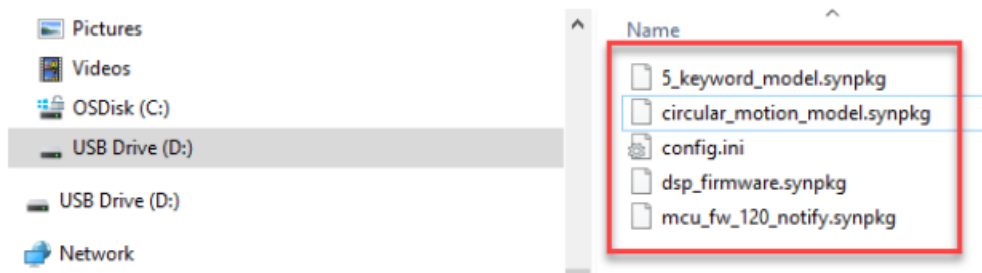 Pictures
Videos
OSDisk (C:)
USB Drive (D:)
USB Drive (D:)
Network
Name
5_keyword_model.synpkg
circular_motion_model.synpkg
config.ini
dsp_firmware.synpkg
mcu_fw_120_notify.synpkg